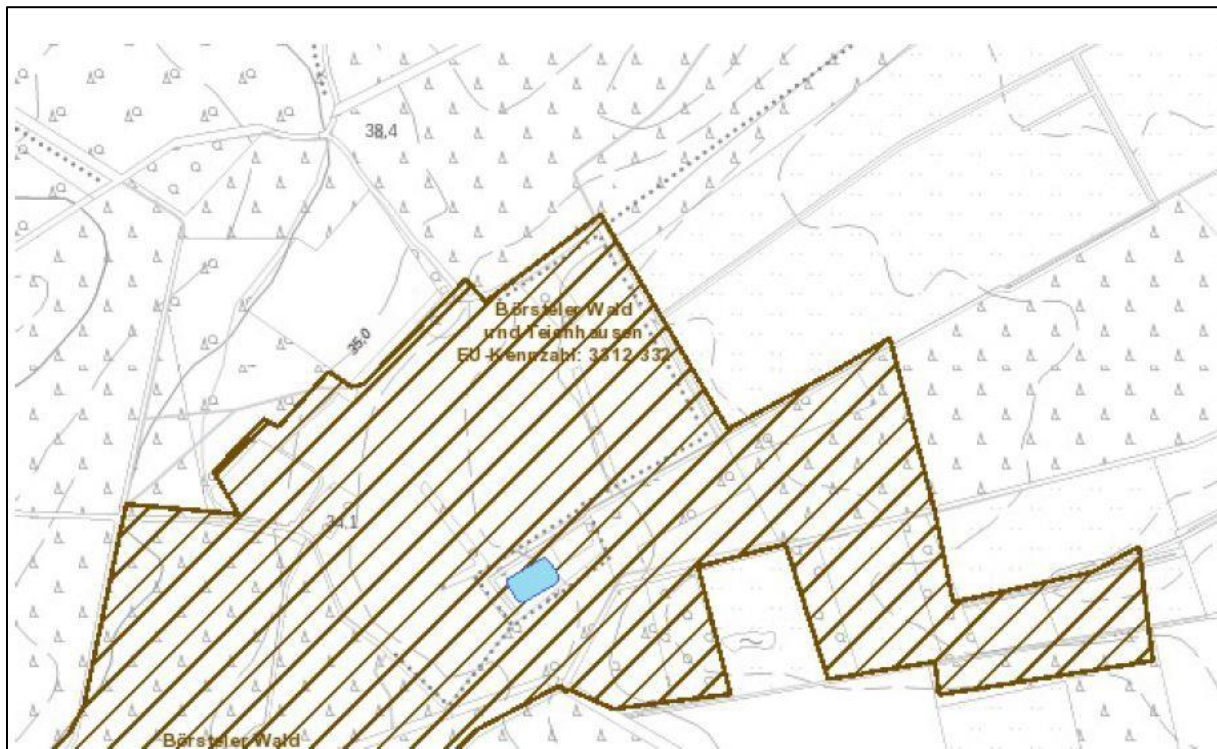 38,4
Börsteler Wald
und Teichhausen
EU-Kennzahl: 3312-332
35,0
34,1
Börsteler Wald